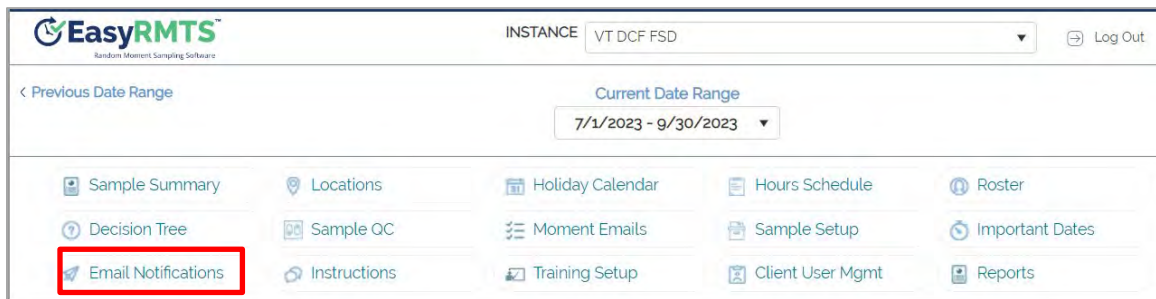 EasyRMTS™
Random Moment Sampling Software
INSTANCE VT DCF FSD Log Out
< Previous Date Range
Current Date Range
7/1/2023 - 9/30/2023
Sample Summary Locations Holiday Calendar Hours Schedule Roster
Decision Tree Sample QC Moment Emails Sample Setup Important Dates
Email Notifications Instructions Training Setup Client User Mgmt Reports